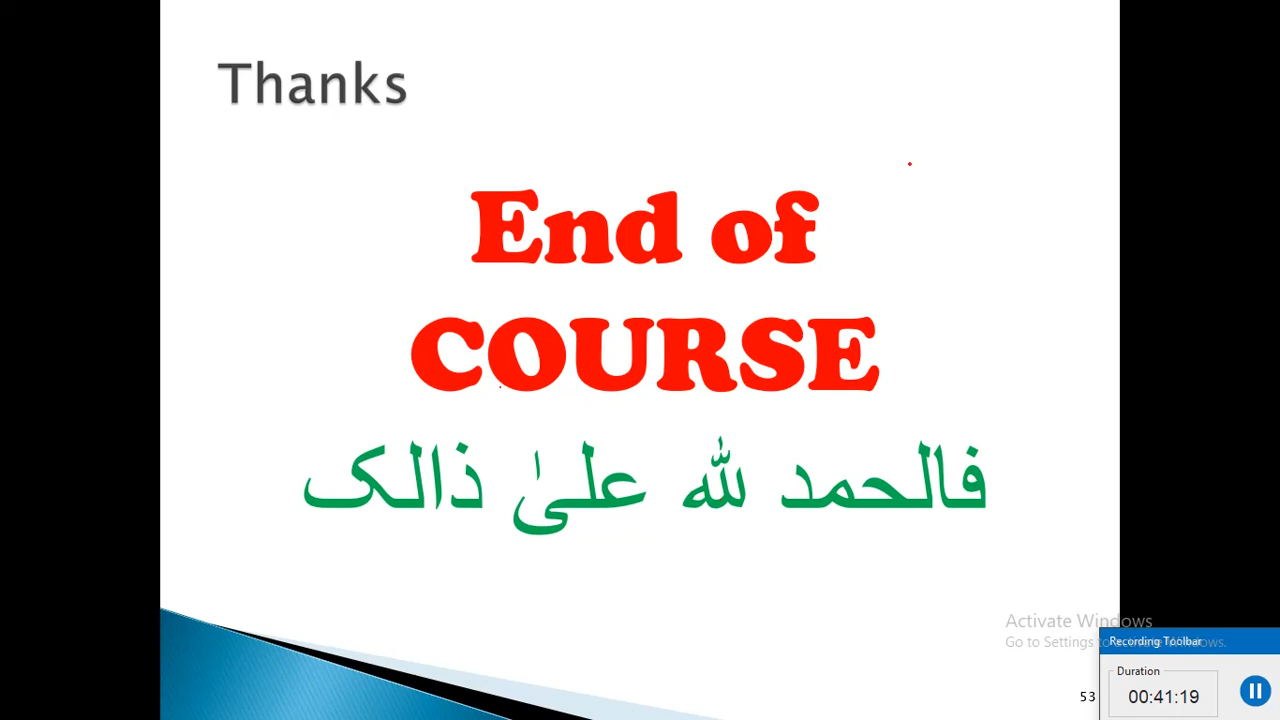 Thanks
End of
COURSE
فالحمد لله علىٰ ذالک
Activate Windows
Go to Settings to activate Windows.
Recording Toolbar
Duration
53
00:41:19